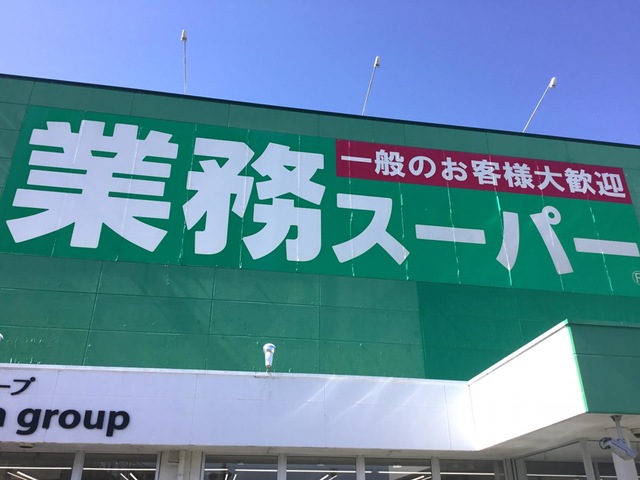 一般のお客様大歓迎
業務スーパー
ープ
group